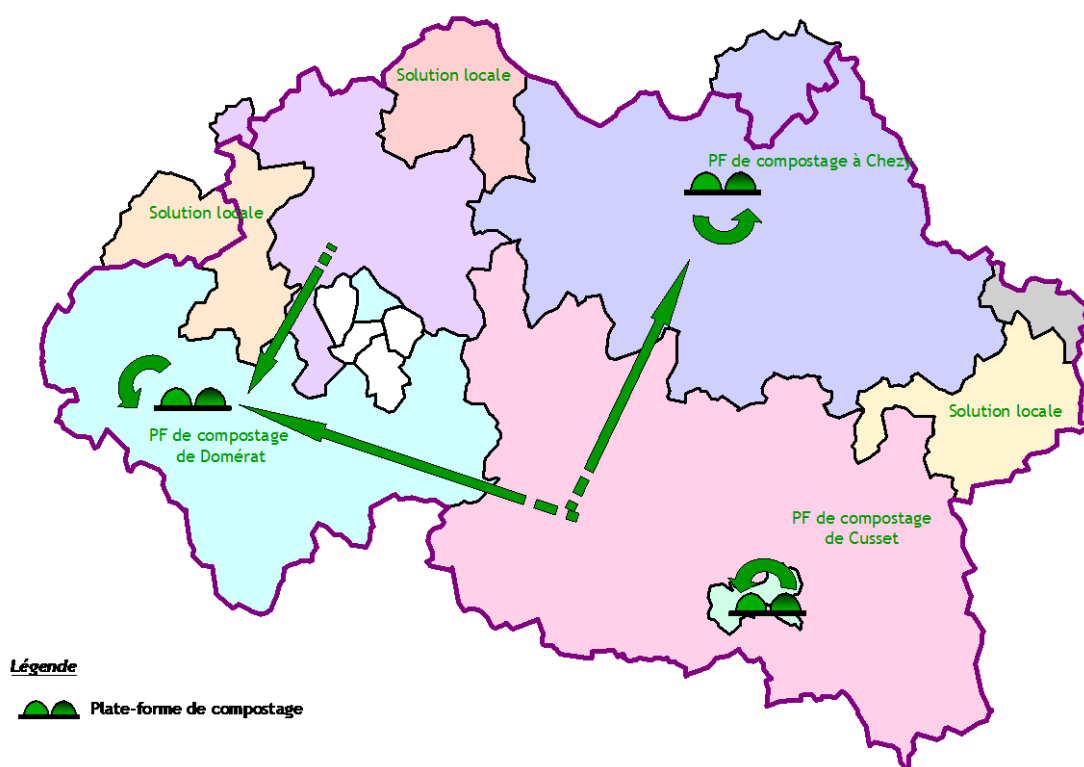 Solution locale
PF de compostage à Chezy
Solution locale
Solution locale
PF de compostage
de Domérat
PF de compostage
de Cusset
Légende
Plate-forme de compostage